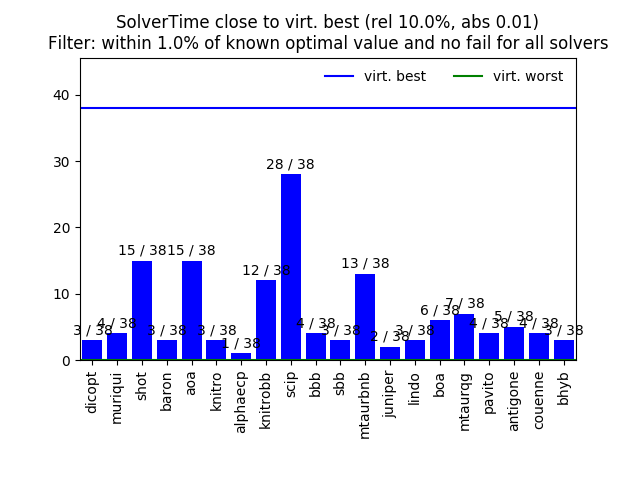 SolverTime close to virt. best (rel 10.0%, abs 0.01)
Filter: within 1.0% of known optimal value and no fail for all solvers
virt. best
virt. worst
40
30
20
10
0
3 / 38
4 / 38
15 / 38
3 / 38
15 / 38
3 / 38
1 / 38
12 / 38
28 / 38
4 / 38
3 / 38
13 / 38
2 / 38
3 / 38
6 / 38
7 / 38
4 / 38
5 / 38
4 / 38
3 / 38
dicopt
muriqui
shot
baron
aoa
knitro
alphaecp
knitrobb
scip
bbb
sbb
mtaurbnb
juniper
lindo
boa
mtaurqg
pavito
antigone
couenne
bhyb